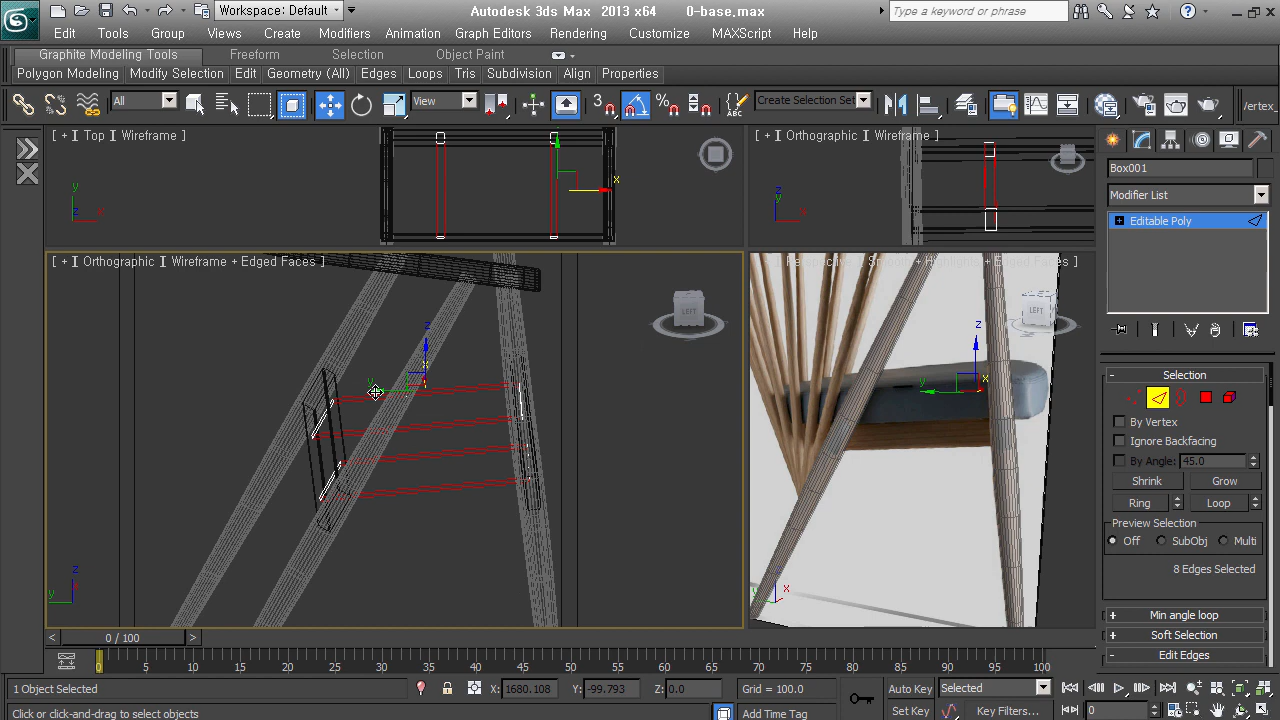 Workspace: Default
Autodesk 3ds Max 2013 x64
0-base.max
Type a keyword or phrase
Edit Tools Group Views Create Modifiers Animation Graph Editors Rendering Customize MAXScript Help
Graphite Modeling Tools Freeform Selection Object Paint
Polygon Modeling Modify Selection Edit Geometry (All) Edges Loops Tris Subdivision Align Properties
All View 3 ABC Create Selection Set /ertex
[ + ] Top ] Wireframe ]
[ + ] Orthographic ] Wireframe ]
y
z
x
z
y
Box001
Modifier List
Editable Poly
[ + ] Orthographic ] Wireframe + Edged Faces ]
LEFT
LEFT
z
y
x
z
y
x
z
y
x
Selection
By Vertex
Ignore Backfacing
By Angle: 45.0
Shrink Grow
Ring Loop
Preview Selection
Off SubObj Multi
8 Edges Selected
Min angle loop
Soft Selection
Edit Edges
0 / 100
0 5 10 15 20 25 30 35 40 45 50 55 60 65 70 75 80 85 90 95 100
1 Object Selected X: 1680.108 Y: -99.793 Z: 0.0 Grid = 100.0 Auto Key Selected
Click or click-and-drag to select objects Add Time Tag Set Key Key Filters... 0